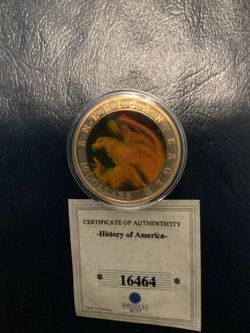 AMERICAN EAGLE
CERTIFICATE OF AUTHENTICITY
-History of America-
* 16464 *
AMERICAN
MINT